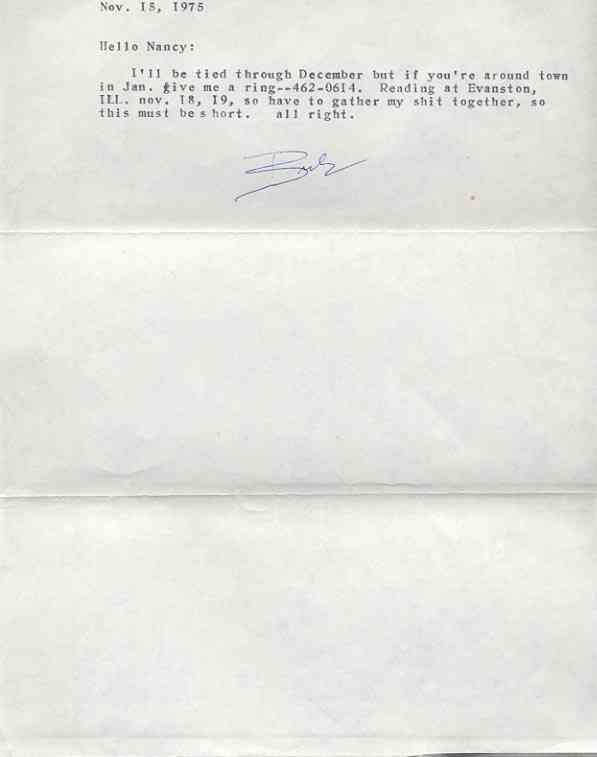 Nov. 15, 1975
Hello Nancy:
I'll be tied through December but if you're around town
in Jan. give me a ring--462-0614. Reading at Evanston,
ILL. nov. 18, 19, so have to gather my shit together, so
this must be s hort. all right.